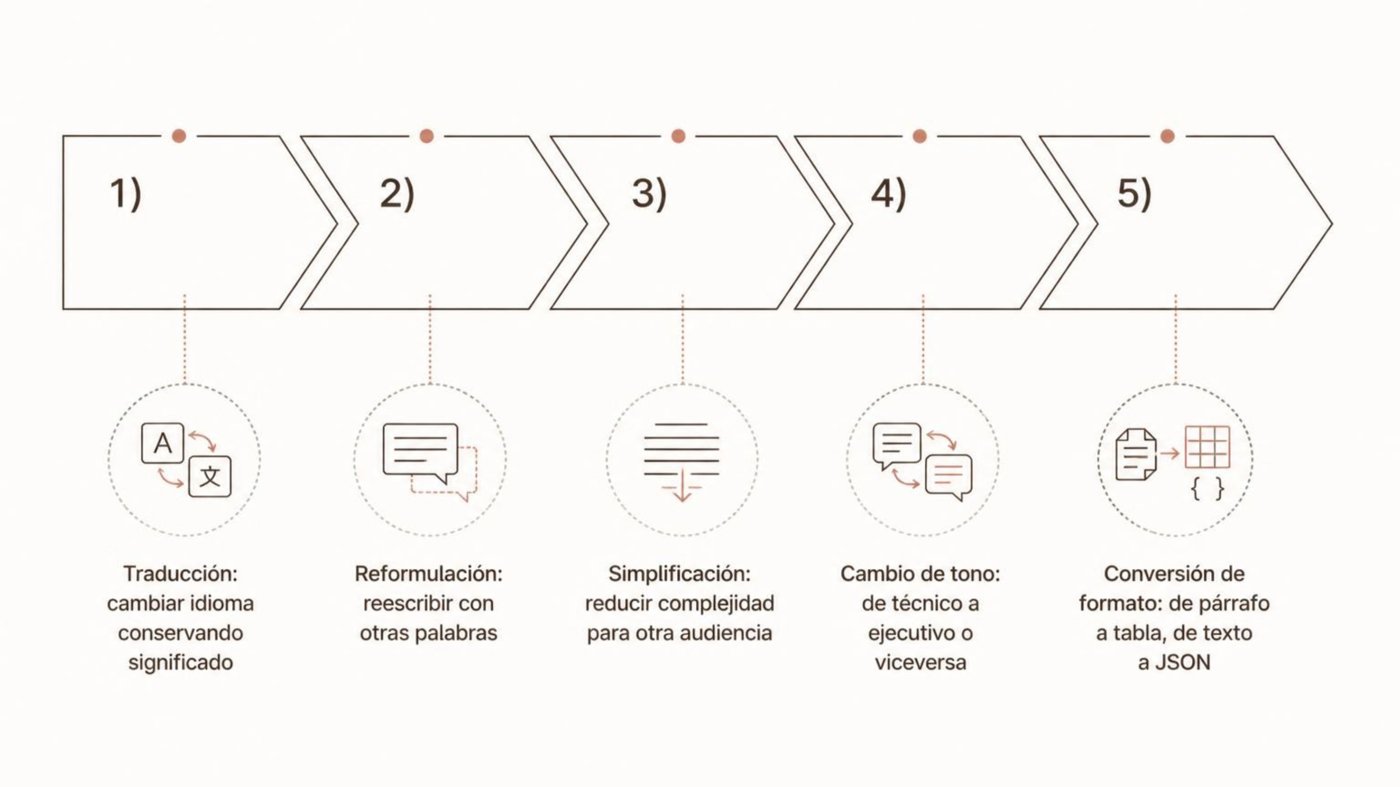 1)
2)
3)
4)
5)
A
文
{ }
Traducción:
cambiar idioma
conservando
significado
Reformulación:
reescribir con
otras palabras
Simplificación:
reducir complejidad
para otra audiencia
Cambio de tono:
de técnico a
ejecutivo o
viceversa
Conversión de
formato: de párrafo
a tabla, de texto
a JSON